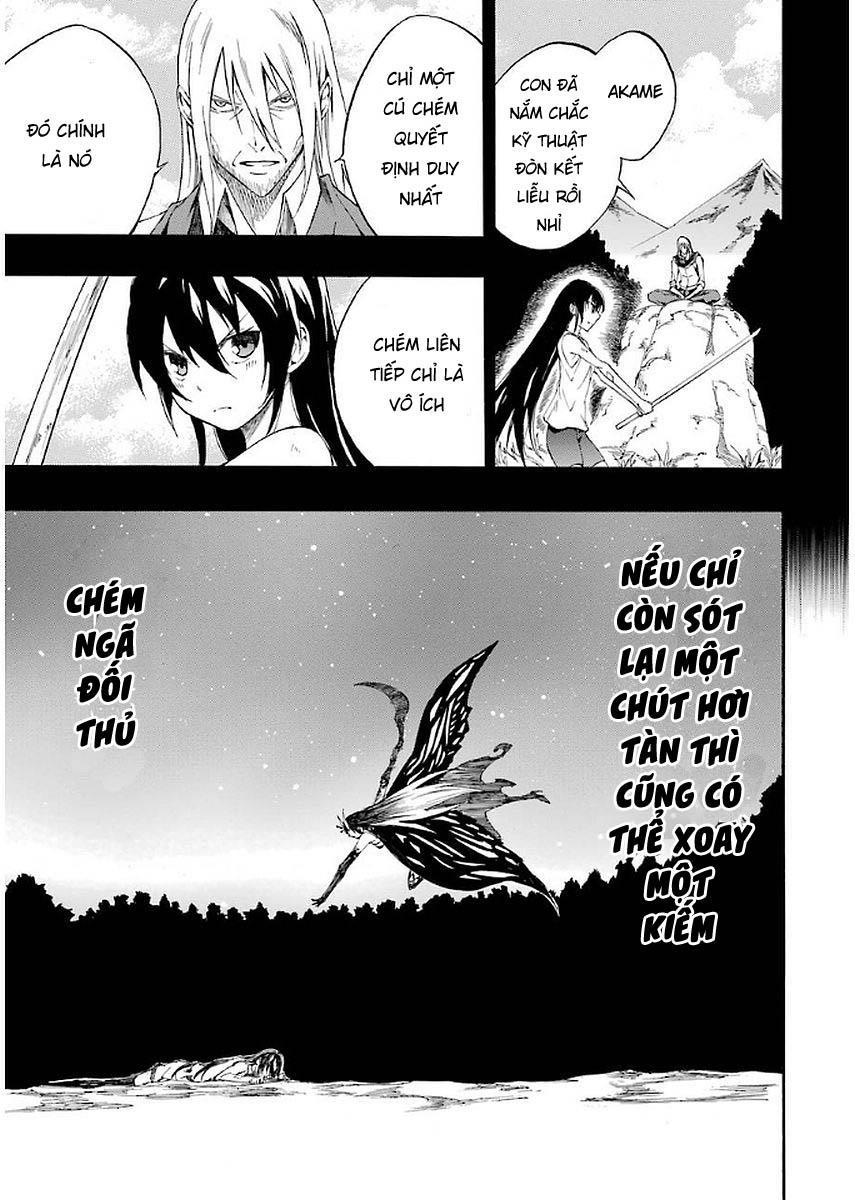 AKAME
CON ĐÃ
NẮM CHẮC
KỸ THUẬT
ĐÒN KẾT
LIỄU RỒI
NHỈ
CHỈ MỘT
CÚ CHÉM
QUYẾT
ĐỊNH DUY
NHẤT
ĐÓ CHÍNH
LÀ NÓ
CHÉM LIÊN
TIẾP CHỈ LÀ
VÔ ÍCH
NẾU CHỈ
CÒN SÓT
LẠI MỘT
CHÚT HƠI
TÀN THÌ
CŨNG CÓ
THỂ XOAY
MỘT
KIẾM
CHÉM
NGÃ
ĐỐI
THỦ